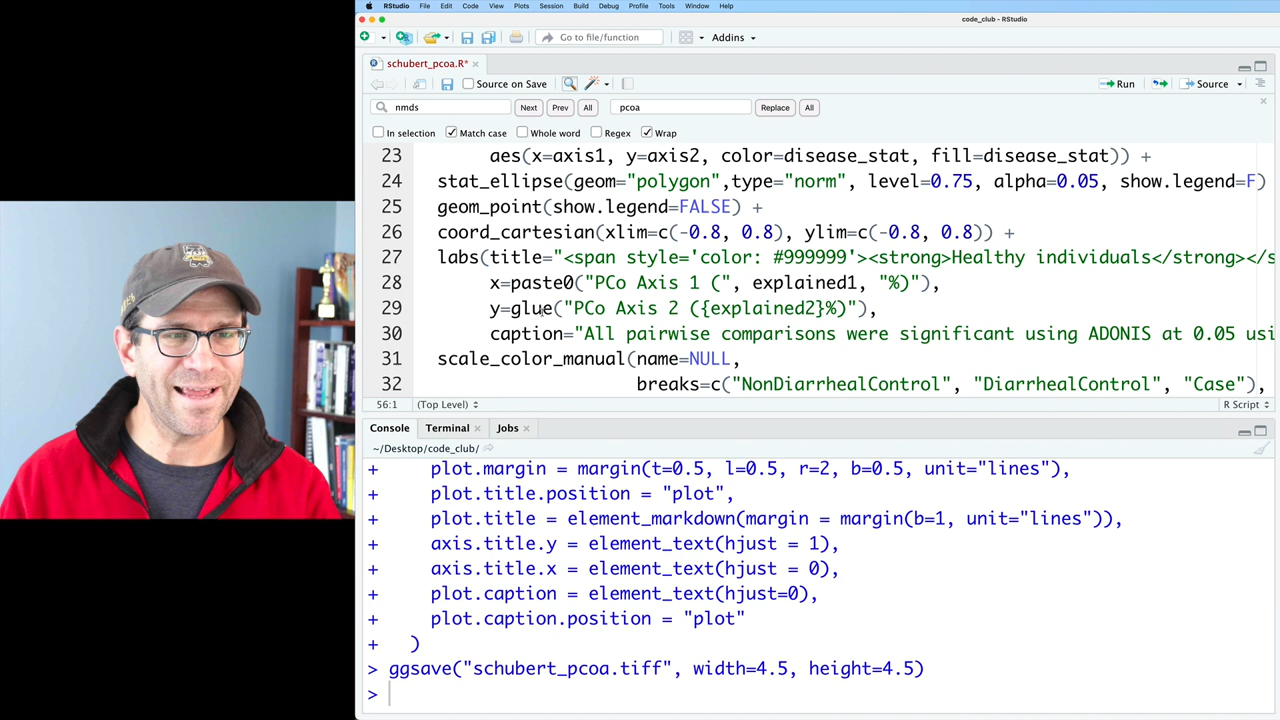 RStudio File Edit Code View Plots Session Build Debug Profile Tools Window Help
code_club - RStudio
Go to file/function Addins
schubert_pcoa.R*
Source on Save Run Source
nmds Next Prev All pcoa Replace All
In selection Match case Whole word Regex Wrap
23 aes(x=axis1, y=axis2, color=disease_stat, fill=disease_stat)) +
24 stat_ellipse(geom="polygon",type="norm", level=0.75, alpha=0.05, show.legend=F)
25 geom_point(show.legend=FALSE) +
26 coord_cartesian(xlim=c(-0.8, 0.8), ylim=c(-0.8, 0.8)) +
27 labs(title="<span style='color: #999999'><strong>Healthy individuals</strong></s
28 x=paste0("PCo Axis 1 (", explained1, "%)"),
29 y=glue("PCo Axis 2 ({explained2}%)"),
30 caption="All pairwise comparisons were significant using ADONIS at 0.05 usi
31 scale_color_manual(name=NULL,
32 breaks=c("NonDiarrhealControl", "DiarrhealControl", "Case"),
56:1 (Top Level) R Script
Console Terminal Jobs
~/Desktop/code_club/
+ plot.margin = margin(t=0.5, l=0.5, r=2, b=0.5, unit="lines"),
+ plot.title.position = "plot",
+ plot.title = element_markdown(margin = margin(b=1, unit="lines")),
+ axis.title.y = element_text(hjust = 1),
+ axis.title.x = element_text(hjust = 0),
+ plot.caption = element_text(hjust=0),
+ plot.caption.position = "plot"
+ )
> ggsave("schubert_pcoa.tiff", width=4.5, height=4.5)
>